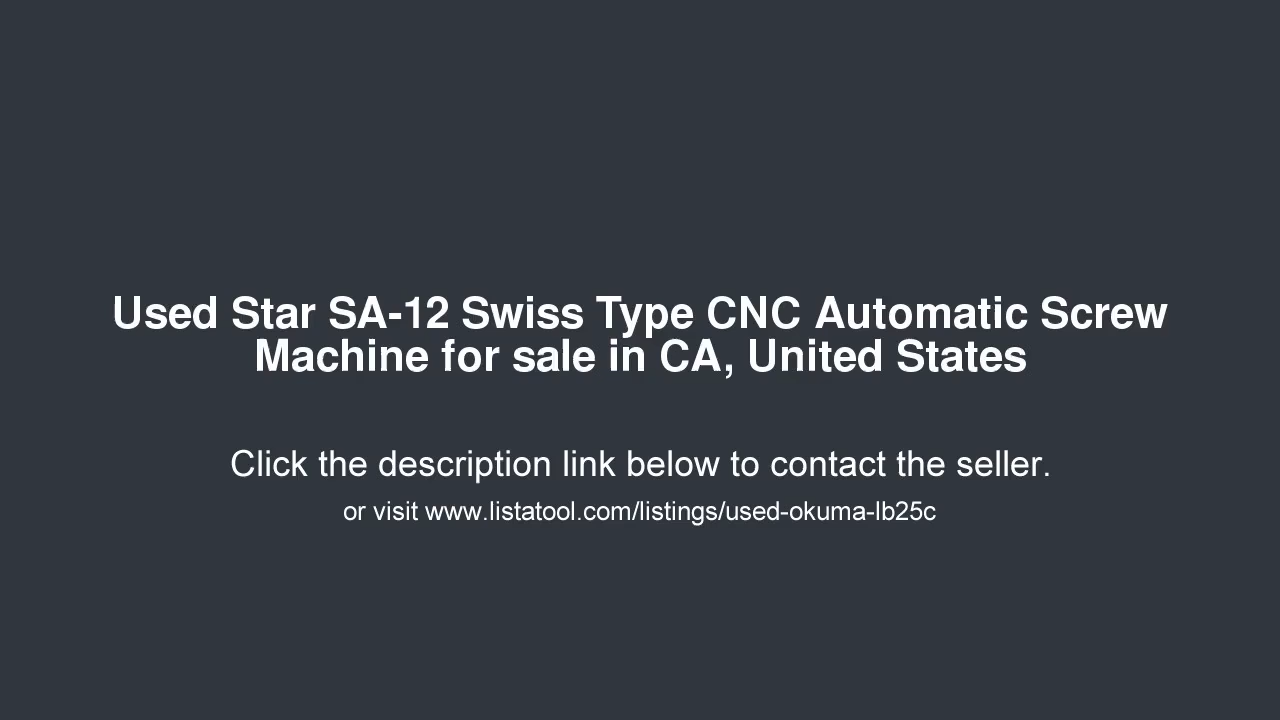 Used Star SA-12 Swiss Type CNC Automatic Screw
Machine for sale in CA, United States
Click the description link below to contact the seller.
or visit www.listatool.com/listings/used-okuma-lb25c